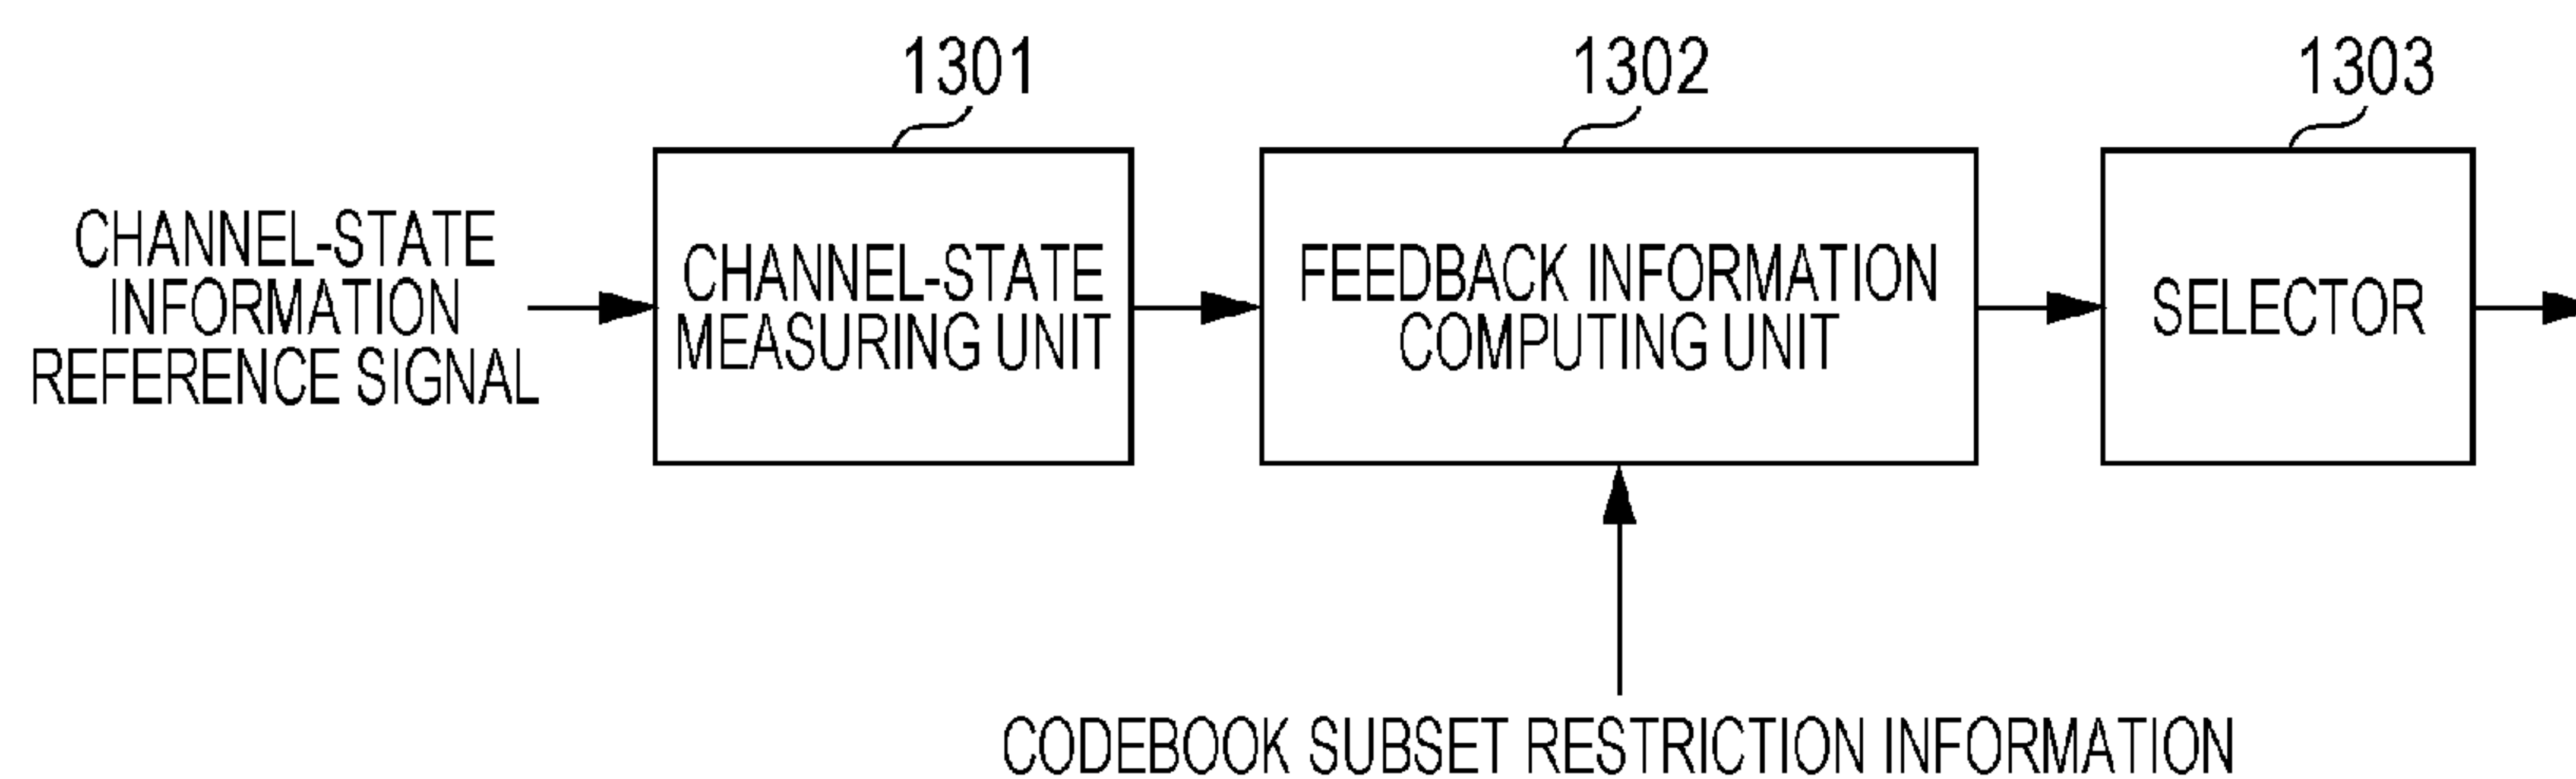 1301
1302
1303
CHANNEL-STATE
INFORMATION
REFERENCE SIGNAL
CHANNEL-STATE
MEASURING UNIT
FEEDBACK INFORMATION
COMPUTING UNIT
SELECTOR
CODEBOOK SUBSET RESTRICTION INFORMATION